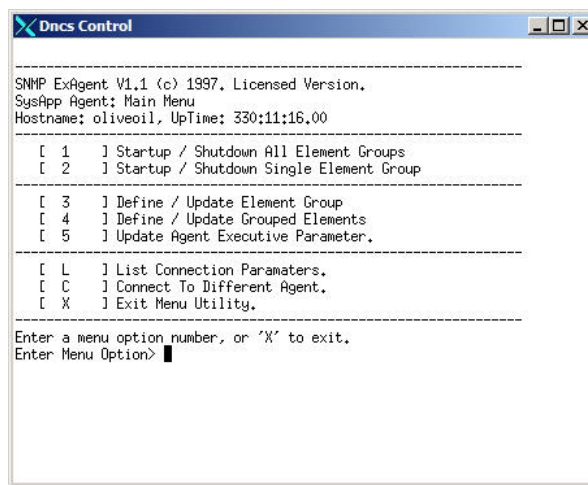 Dncs Control
--------------------------------------------------------------------
SNMP ExAgent V1.1 (c) 1997. Licensed Version.
SysApp Agent: Main Menu
Hostname: oliveoil, UpTime: 330:11:16.00
--------------------------------------------------------------------
[ 1 ] Startup / Shutdown All Element Groups
[ 2 ] Startup / Shutdown Single Element Group
--------------------------------------------------------------------
[ 3 ] Define / Update Element Group
[ 4 ] Define / Update Grouped Elements
[ 5 ] Update Agent Executive Parameter.
--------------------------------------------------------------------
[ L ] List Connection Paramaters.
[ C ] Connect To Different Agent.
[ X ] Exit Menu Utility.
--------------------------------------------------------------------
Enter a menu option number, or 'X' to exit.
Enter Menu Option>